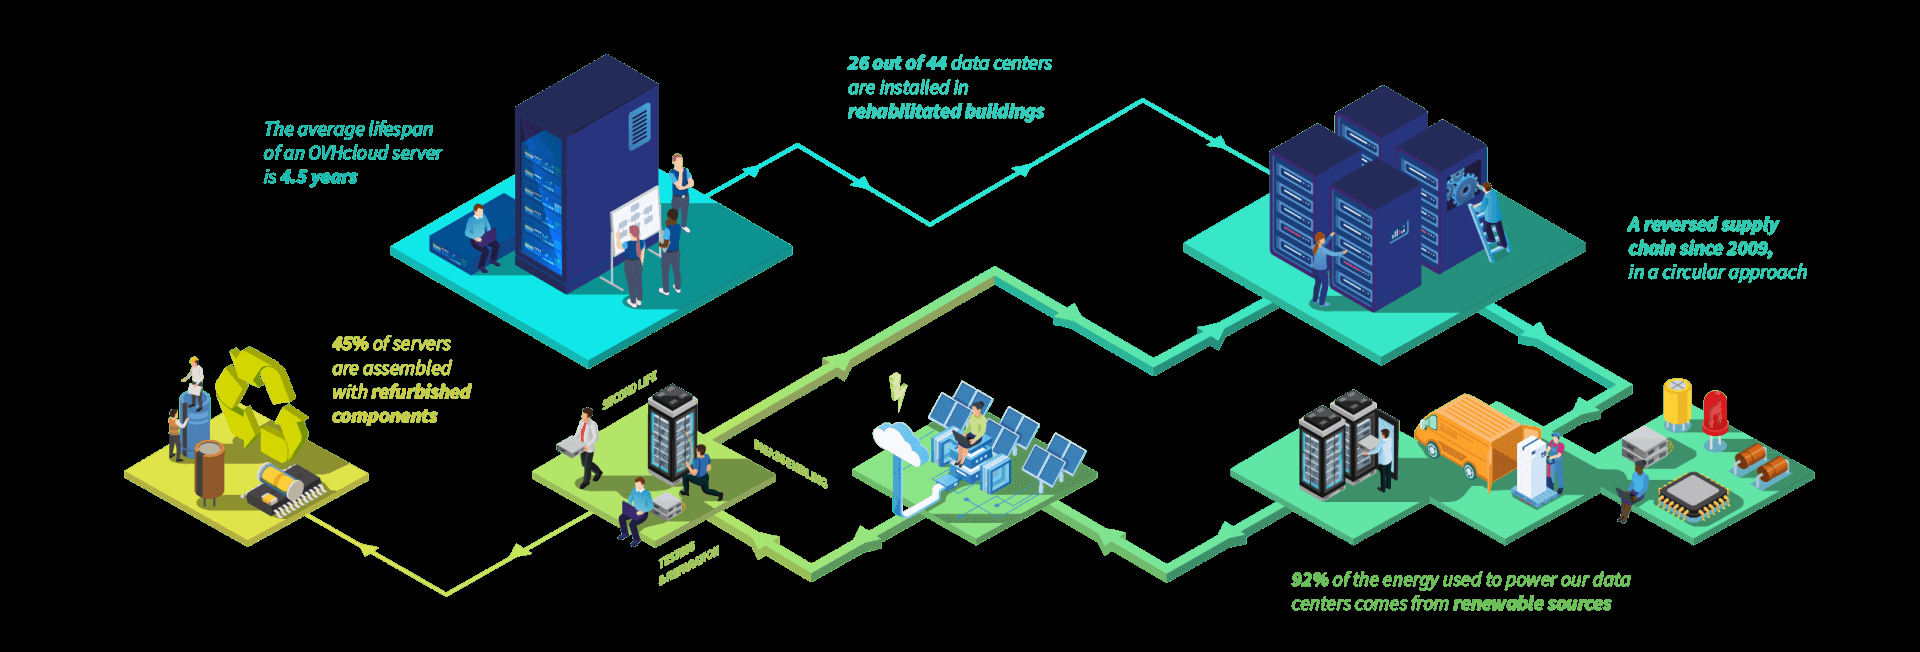 26 out of 44 data centers
are installed in
rehabilitated buildings
The average lifespan
of an OVHcloud server
is 4.5 years
A reversed supply
chain since 2009,
in a circular approach
45% of servers
are assembled
with refurbished
components
SECOND LIFE
DISASSEMBLING
TESTING
92% of the energy used to power our data
centers comes from renewable sources